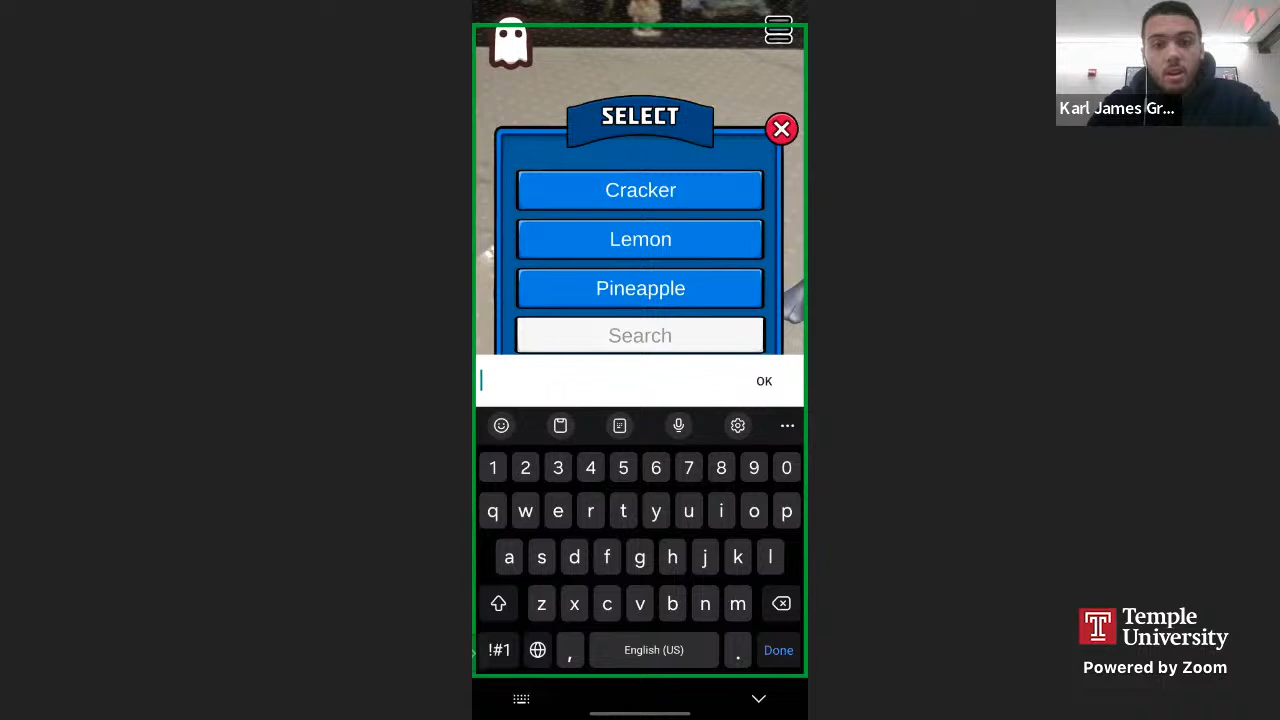 SELECT
Cracker
Lemon
Pineapple
Search
OK
1 2 3 4 5 6 7 8 9 0
q w e r t y u i o p
a s d f g h j k l
z x c v b n m
!#1 , English (US) . Done
Karl James Gr...
Temple
University
Powered by Zoom